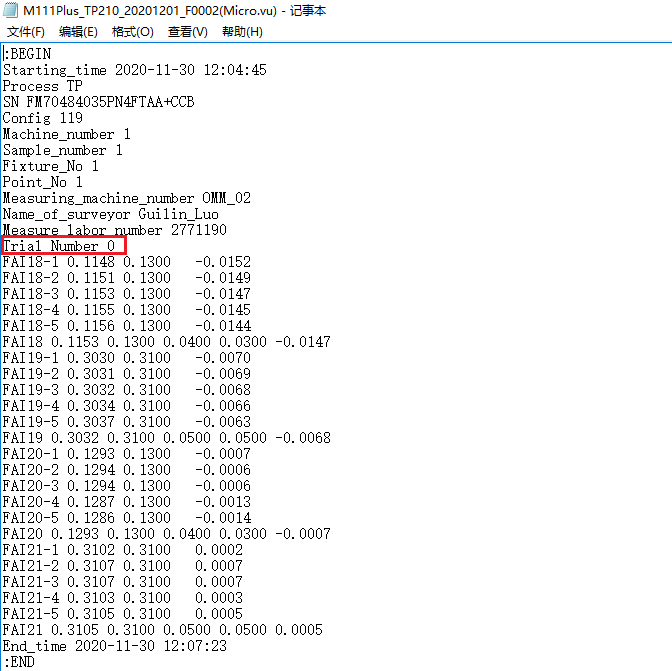 M111Plus_TP210_20201201_F0002(Micro.vu) - 记事本
文件(F) 编辑(E) 格式(O) 查看(V) 帮助(H)
:BEGIN
Starting_time 2020-11-30 12:04:45
Process TP
SN FM70484035PN4FTAA+CCB
Config 119
Machine_number 1
Sample_number 1
Fixture_No 1
Point_No 1
Measuring_machine_number OMM_02
Name_of_surveyor Guilin_Luo
Measure_labor_number 2771190
Trial_Number 0
FAI18-1 0.1148 0.1300   -0.0152
FAI18-2 0.1151 0.1300   -0.0149
FAI18-3 0.1153 0.1300   -0.0147
FAI18-4 0.1155 0.1300   -0.0145
FAI18-5 0.1156 0.1300   -0.0144
FAI18 0.1153 0.1300 0.0400 0.0300 -0.0147
FAI19-1 0.3030 0.3100   -0.0070
FAI19-2 0.3031 0.3100   -0.0069
FAI19-3 0.3032 0.3100   -0.0068
FAI19-4 0.3034 0.3100   -0.0066
FAI19-5 0.3037 0.3100   -0.0063
FAI19 0.3032 0.3100 0.0500 0.0500 -0.0068
FAI20-1 0.1293 0.1300   -0.0007
FAI20-2 0.1294 0.1300   -0.0006
FAI20-3 0.1294 0.1300   -0.0006
FAI20-4 0.1287 0.1300   -0.0013
FAI20-5 0.1286 0.1300   -0.0014
FAI20 0.1293 0.1300 0.0400 0.0300 -0.0007
FAI21-1 0.3102 0.3100   0.0002
FAI21-2 0.3107 0.3100   0.0007
FAI21-3 0.3107 0.3100   0.0007
FAI21-4 0.3103 0.3100   0.0003
FAI21-5 0.3105 0.3100   0.0005
FAI21 0.3105 0.3100 0.0500 0.0500 0.0005
End_time 2020-11-30 12:07:23
:END